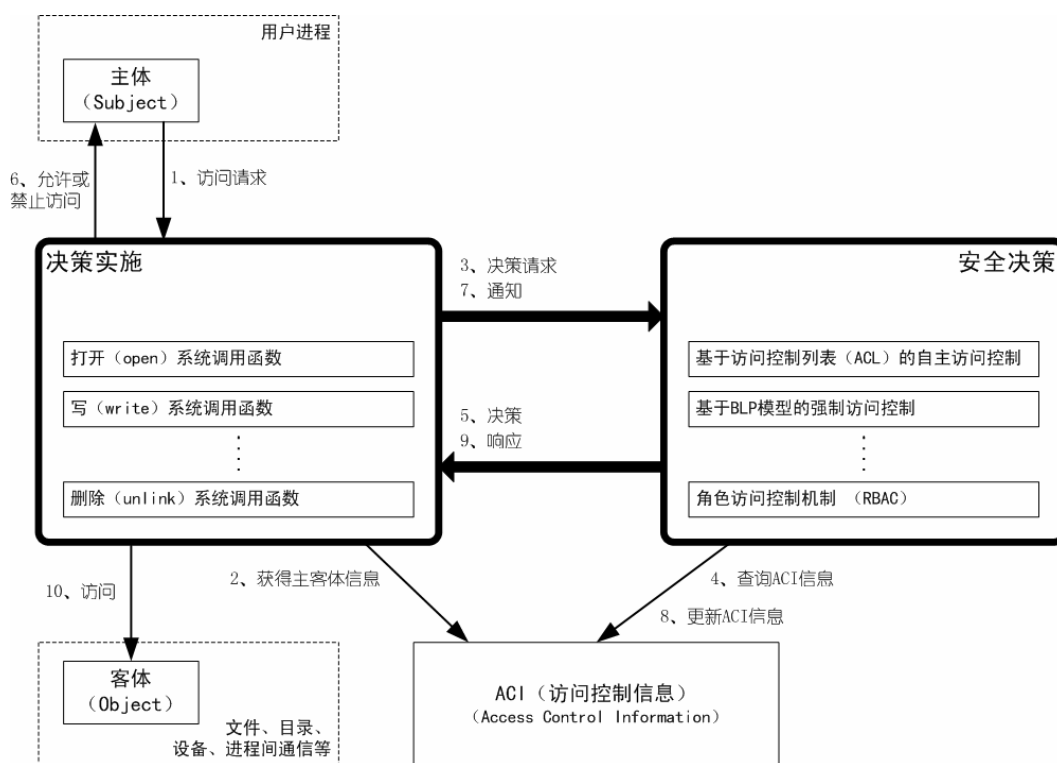 用户进程
主体
(Subject)
6、允许或
禁止访问
1、访问请求
决策实施
安全决策
3、决策请求
7、通知
打开（open）系统调用函数
写（write）系统调用函数
删除（unlink）系统调用函数
5、决策
9、响应
基于访问控制列表（ACL）的自主访问控制
基于BLP模型的强制访问控制
角色访问控制机制 （RBAC）
10、访问
2、获得主客体信息
4、查询ACI信息
8、更新ACI信息
客体
(Object)
文件、目录、
设备、进程间通信等
ACI（访问控制信息）
（Access Control Information）